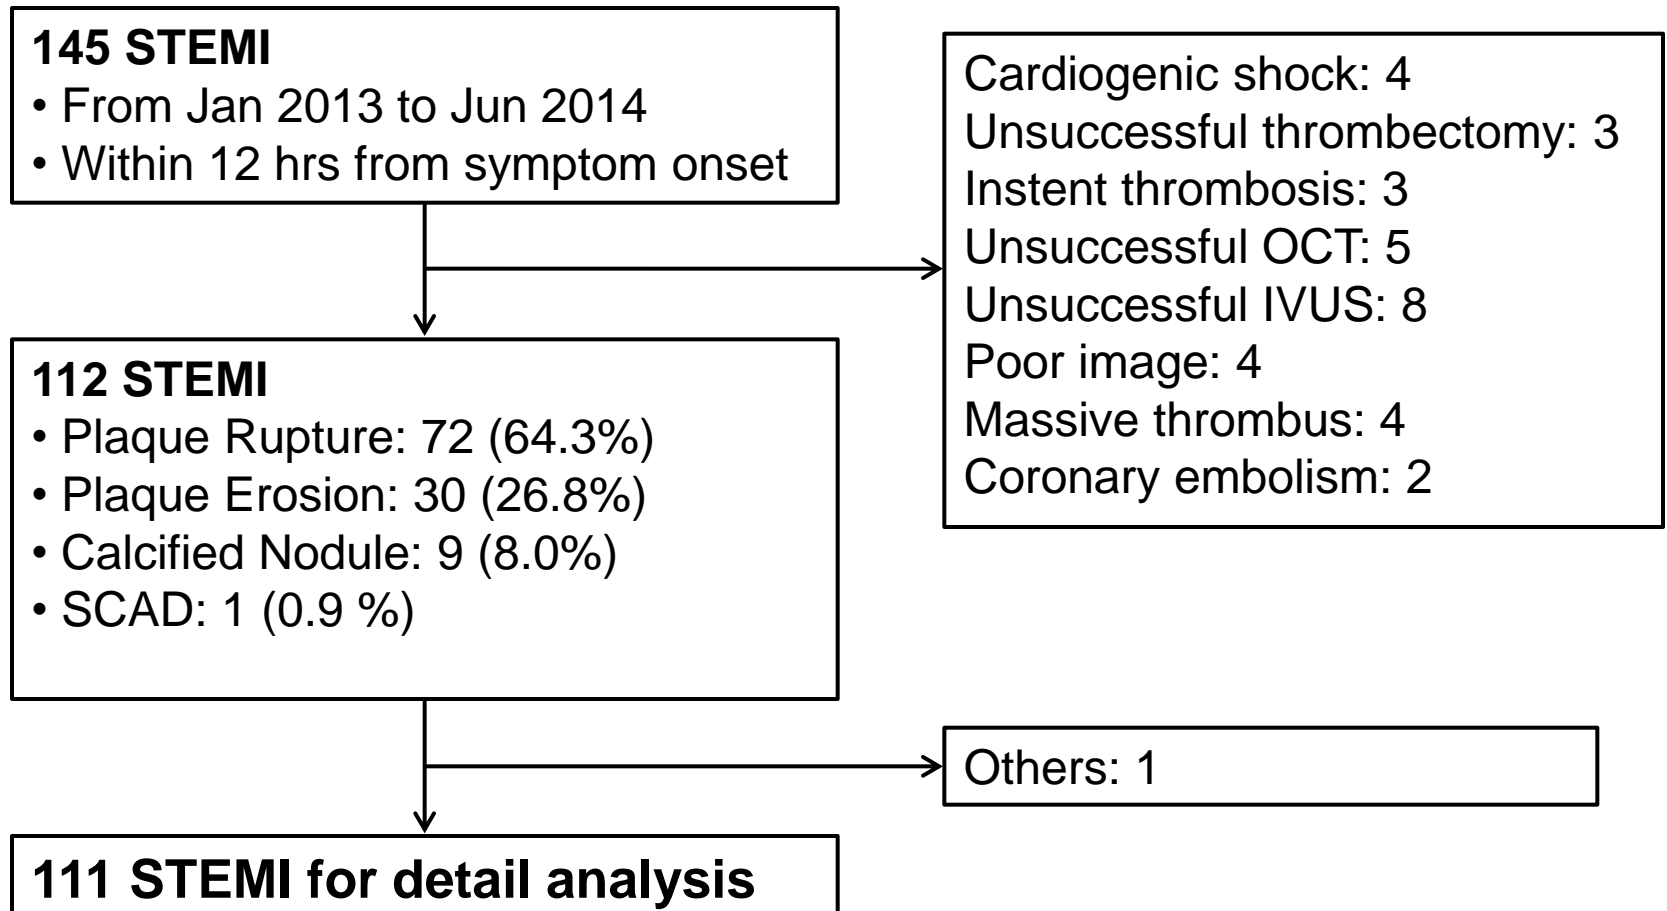 145 STEMI
• From Jan 2013 to Jun 2014
• Within 12 hrs from symptom onset
Cardiogenic shock: 4
Unsuccessful thrombectomy: 3
Instent thrombosis: 3
Unsuccessful OCT: 5
Unsuccessful IVUS: 8
Poor image: 4
Massive thrombus: 4
Coronary embolism: 2
112 STEMI
• Plaque Rupture: 72 (64.3%)
• Plaque Erosion: 30 (26.8%)
• Calcified Nodule: 9 (8.0%)
• SCAD: 1 (0.9 %)
Others: 1
111 STEMI for detail analysis